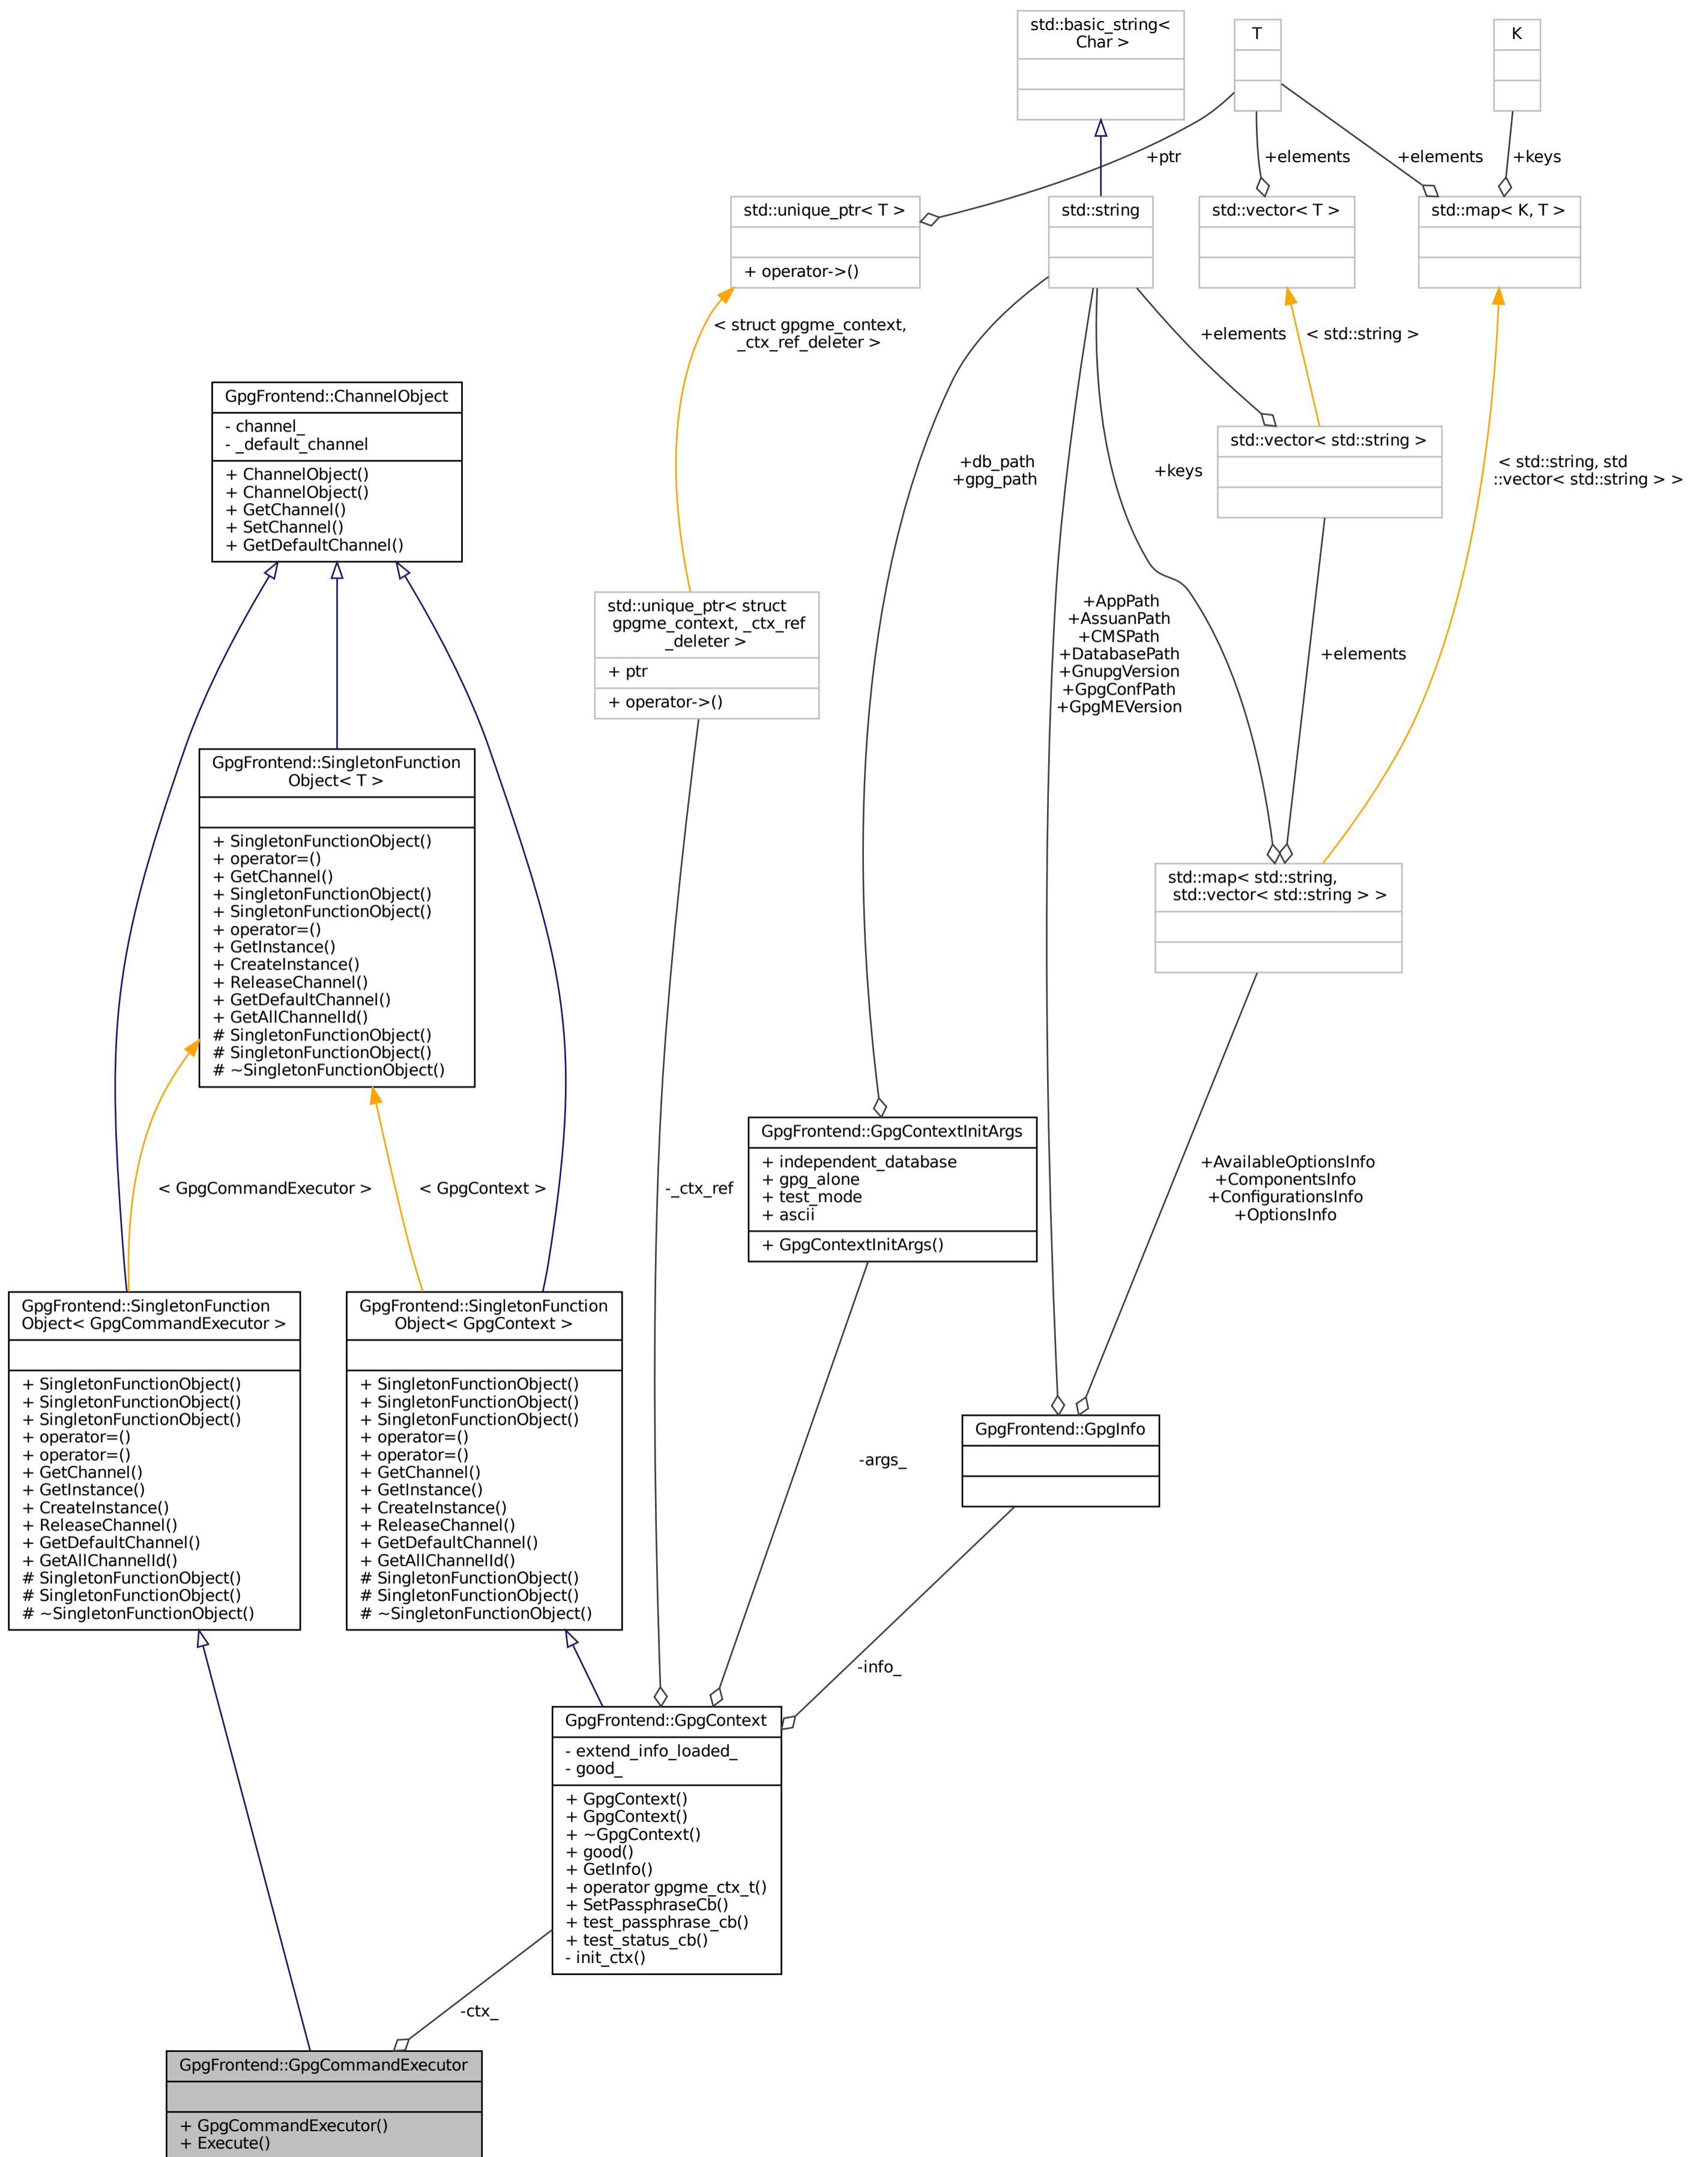 std::basic_string<
Char >
T
K
+ptr
+elements
+elements
+keys
std::unique_ptr< T >
+ operator->()
std::string
std::vector< T >
std::map< K, T >
< struct gpgme_context,
_ctx_ref_deleter >
+elements
< std::string >
GpgFrontend::ChannelObject
- channel_
- _default_channel
+ ChannelObject()
+ ChannelObject()
+ GetChannel()
+ SetChannel()
+ GetDefaultChannel()
std::vector< std::string >
+db_path
+gpg_path
+keys
< std::string, std
::vector< std::string > >
std::unique_ptr< struct
gpgme_context, _ctx_ref
_deleter >
+ ptr
+ operator->()
+AppPath
+AssuanPath
+CMSPath
+DatabasePath
+GnupgVersion
+GpgConfPath
+GpgMEVersion
+elements
GpgFrontend::SingletonFunction
Object< T >
+ SingletonFunctionObject()
+ operator=()
+ GetChannel()
+ SingletonFunctionObject()
+ SingletonFunctionObject()
+ operator=()
+ GetInstance()
+ CreateInstance()
+ ReleaseChannel()
+ GetDefaultChannel()
+ GetAllChannelId()
# SingletonFunctionObject()
# SingletonFunctionObject()
# ~SingletonFunctionObject()
std::map< std::string,
std::vector< std::string > >
GpgFrontend::GpgContextInitArgs
+ independent_database
+ gpg_alone
+ test_mode
+ ascii
+ GpgContextInitArgs()
< GpgCommandExecutor >
< GpgContext >
-_ctx_ref
+AvailableOptionsInfo
+ComponentsInfo
+ConfigurationsInfo
+OptionsInfo
GpgFrontend::SingletonFunction
Object< GpgCommandExecutor >
+ SingletonFunctionObject()
+ SingletonFunctionObject()
+ SingletonFunctionObject()
+ operator=()
+ operator=()
+ GetChannel()
+ GetInstance()
+ CreateInstance()
+ ReleaseChannel()
+ GetDefaultChannel()
+ GetAllChannelId()
# SingletonFunctionObject()
# SingletonFunctionObject()
# ~SingletonFunctionObject()
GpgFrontend::SingletonFunction
Object< GpgContext >
+ SingletonFunctionObject()
+ SingletonFunctionObject()
+ SingletonFunctionObject()
+ operator=()
+ operator=()
+ GetChannel()
+ GetInstance()
+ CreateInstance()
+ ReleaseChannel()
+ GetDefaultChannel()
+ GetAllChannelId()
# SingletonFunctionObject()
# SingletonFunctionObject()
# ~SingletonFunctionObject()
GpgFrontend::GpgInfo
-args_
-info_
GpgFrontend::GpgContext
- extend_info_loaded_
- good_
+ GpgContext()
+ GpgContext()
+ ~GpgContext()
+ good()
+ GetInfo()
+ operator gpgme_ctx_t()
+ SetPassphraseCb()
+ test_passphrase_cb()
+ test_status_cb()
- init_ctx()
-ctx_
GpgFrontend::GpgCommandExecutor
+ GpgCommandExecutor()
+ Execute()